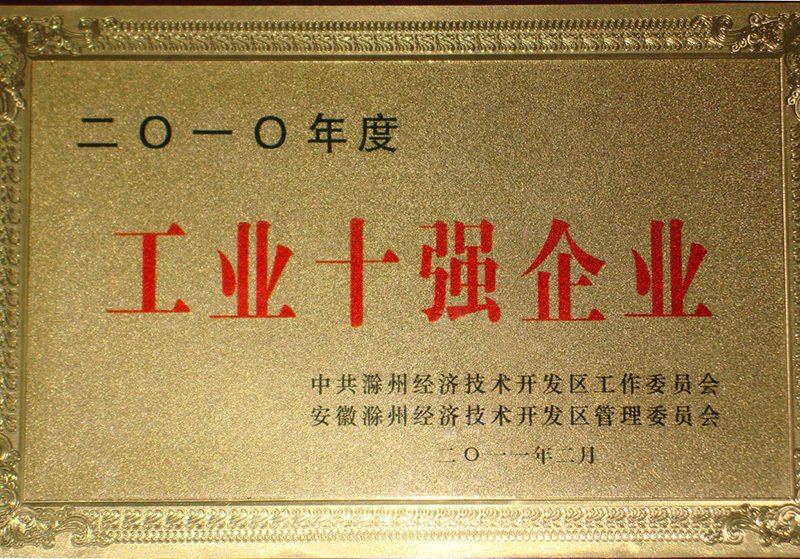 二〇一〇年度
工业十强企业
中共滁州经济技术开发区工作委员会
安徽滁州经济技术开发区管理委员会
二〇一一年二月